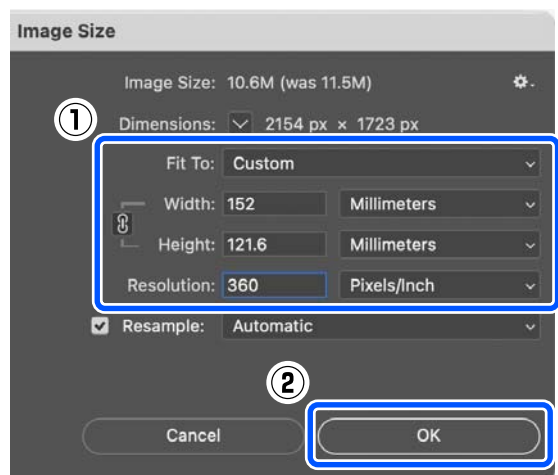 Image Size
Image Size: 10.6M (was 11.5M)
①
Dimensions: 2154 px × 1723 px
Fit To: Custom
Width: 152 Millimeters
Height: 121.6 Millimeters
Resolution: 360 Pixels/Inch
Resample: Automatic
②
Cancel OK